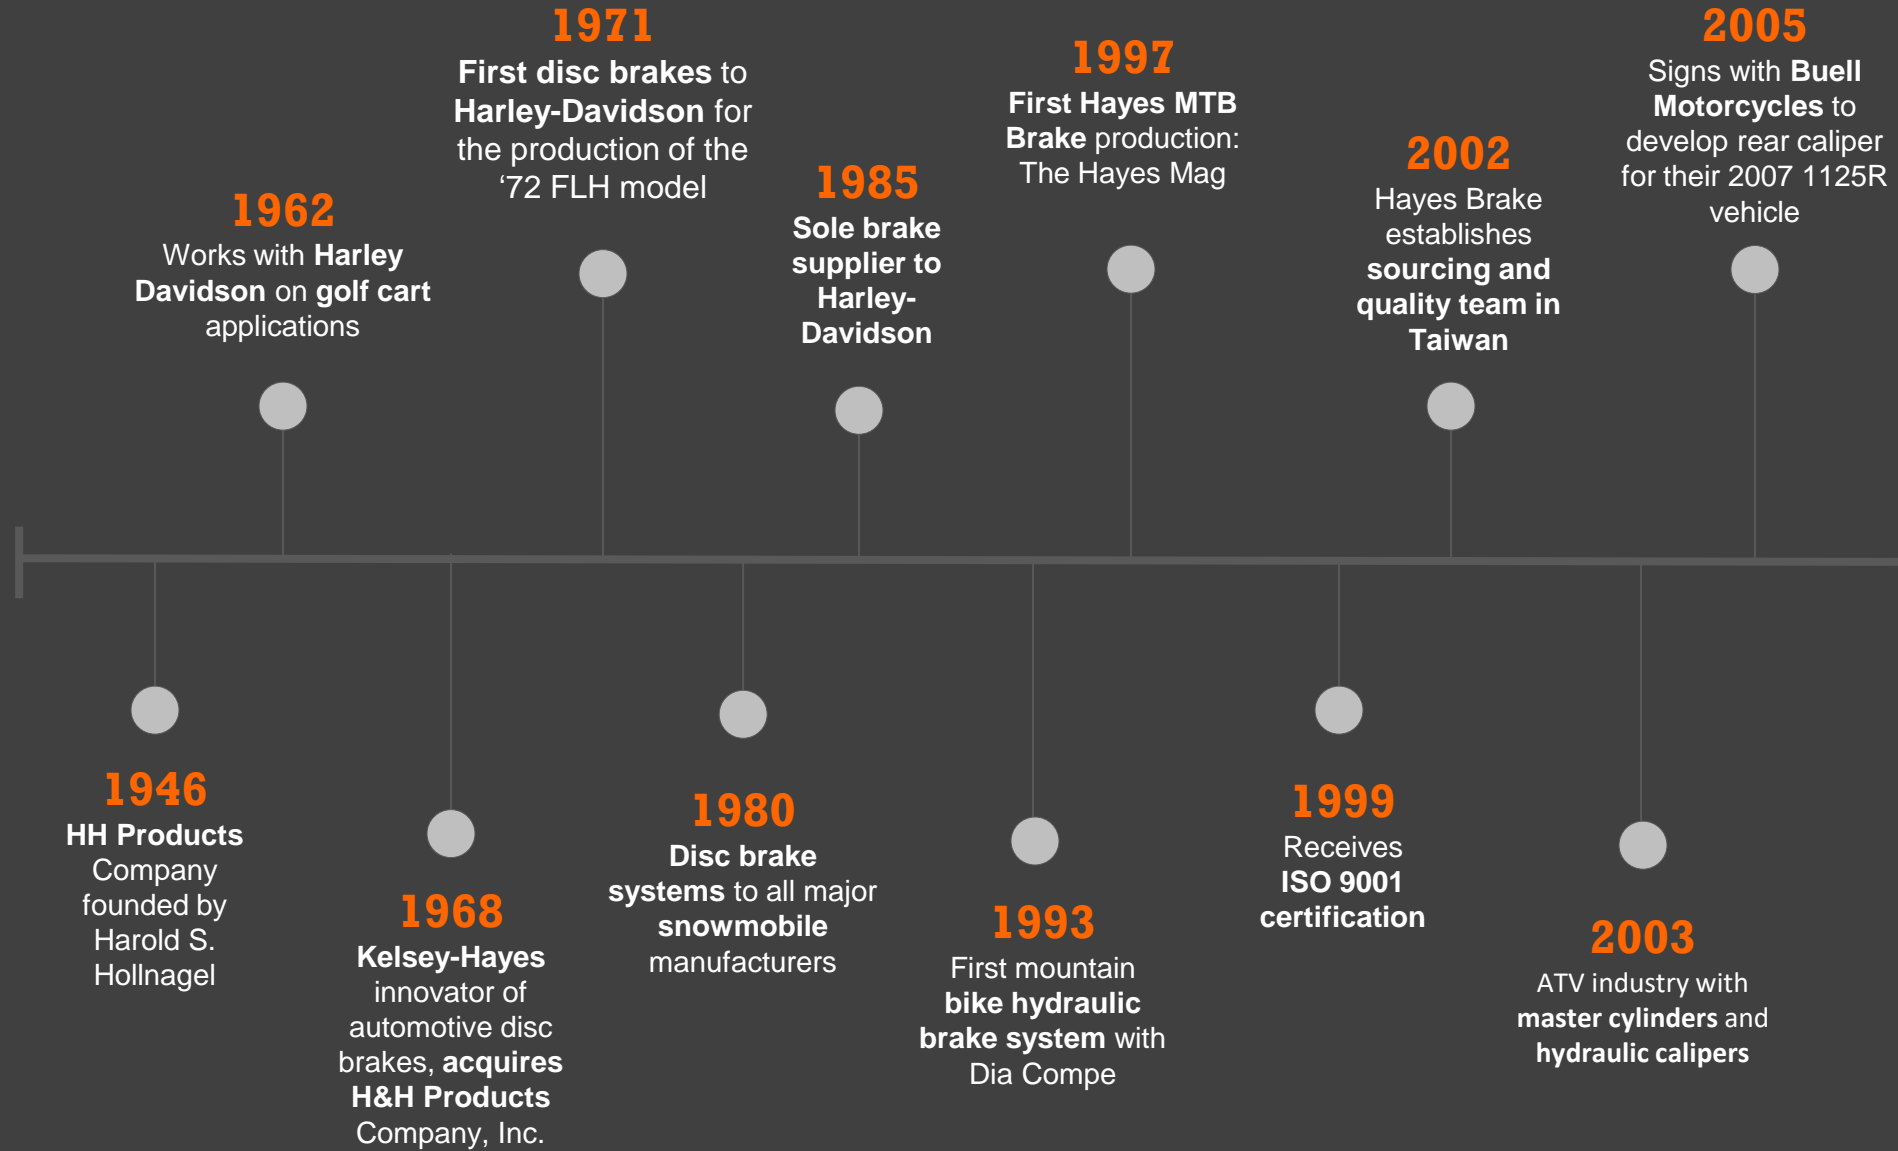 1946
HH Products
Company
founded by
Harold S.
Hollnagel
1962
Works with Harley
Davidson on golf cart
applications
1968
Kelsey-Hayes
innovator of
automotive disc
brakes, acquires
H&H Products
Company, Inc.
1971
First disc brakes to
Harley-Davidson for
the production of the
‘72 FLH model
1980
Disc brake
systems to all major
snowmobile
manufacturers
1985
Sole brake
supplier to
Harley-
Davidson
1993
First mountain
bike hydraulic
brake system with
Dia Compe
1997
First Hayes MTB
Brake production:
The Hayes Mag
1999
Receives
ISO 9001
certification
2002
Hayes Brake
establishes
sourcing and
quality team in
Taiwan
2003
ATV industry with
master cylinders and
hydraulic calipers
2005
Signs with Buell
Motorcycles to
develop rear caliper
for their 2007 1125R
vehicle